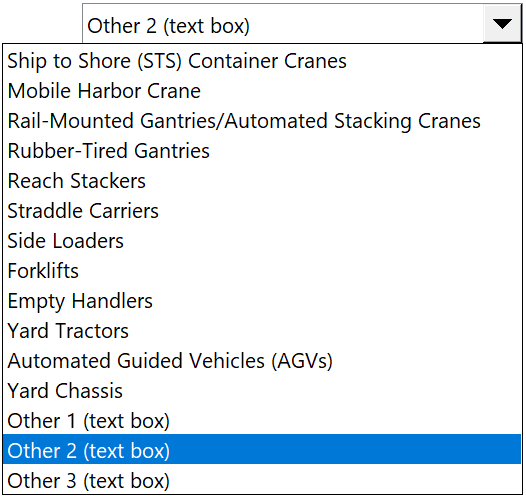 Other 2 (text box)
Ship to Shore (STS) Container Cranes
Mobile Harbor Crane
Rail-Mounted Gantries/Automated Stacking Cranes
Rubber-Tired Gantries
Reach Stackers
Straddle Carriers
Side Loaders
Forklifts
Empty Handlers
Yard Tractors
Automated Guided Vehicles (AGVs)
Yard Chassis
Other 1 (text box)
Other 2 (text box)
Other 3 (text box)